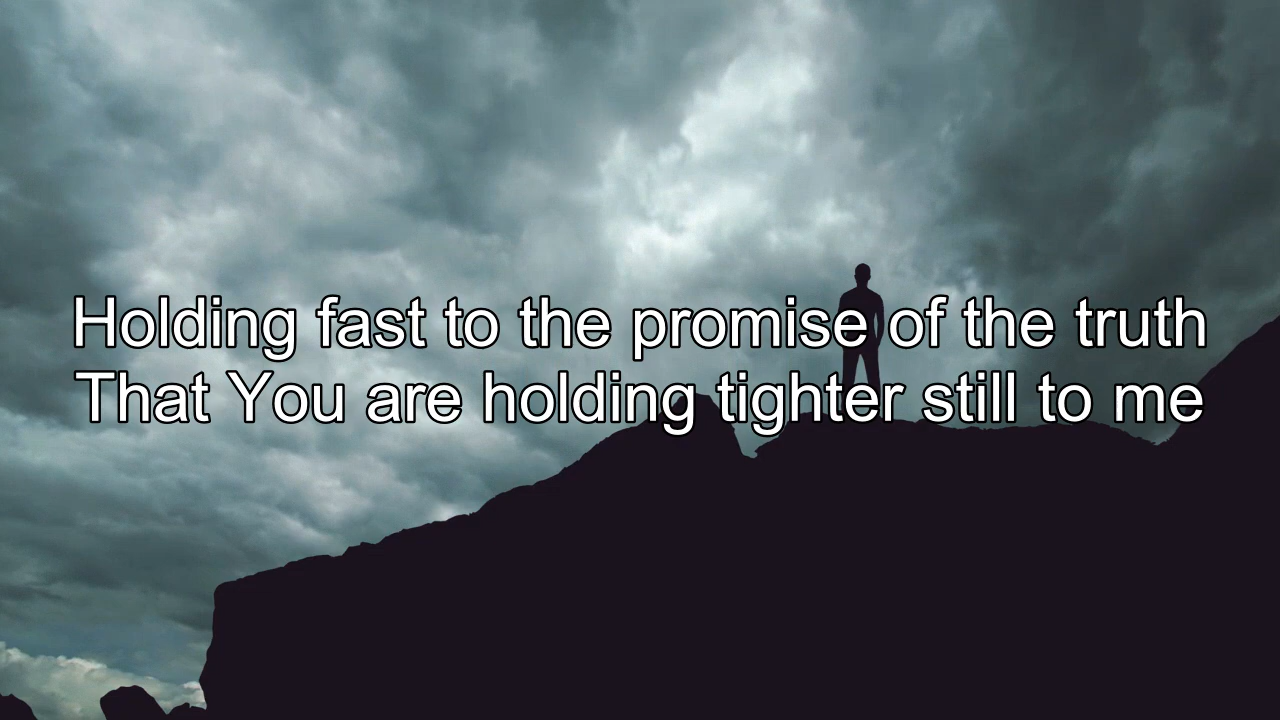 Holding fast to the promise of the truth
That You are holding tighter still to me